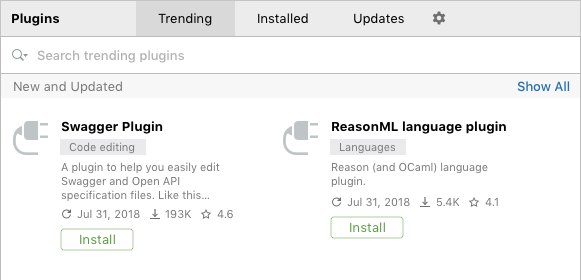 Plugins Trending Installed Updates
Search trending plugins
New and Updated Show All
Swagger Plugin
Code editing
A plugin to help you easily edit
Swagger and Open API
specification files. Like this...
Jul 31, 2018 193K 4.6
Install
ReasonML language plugin
Languages
Reason (and OCaml) language
plugin.
Jul 31, 2018 5.4K 4.1
Install